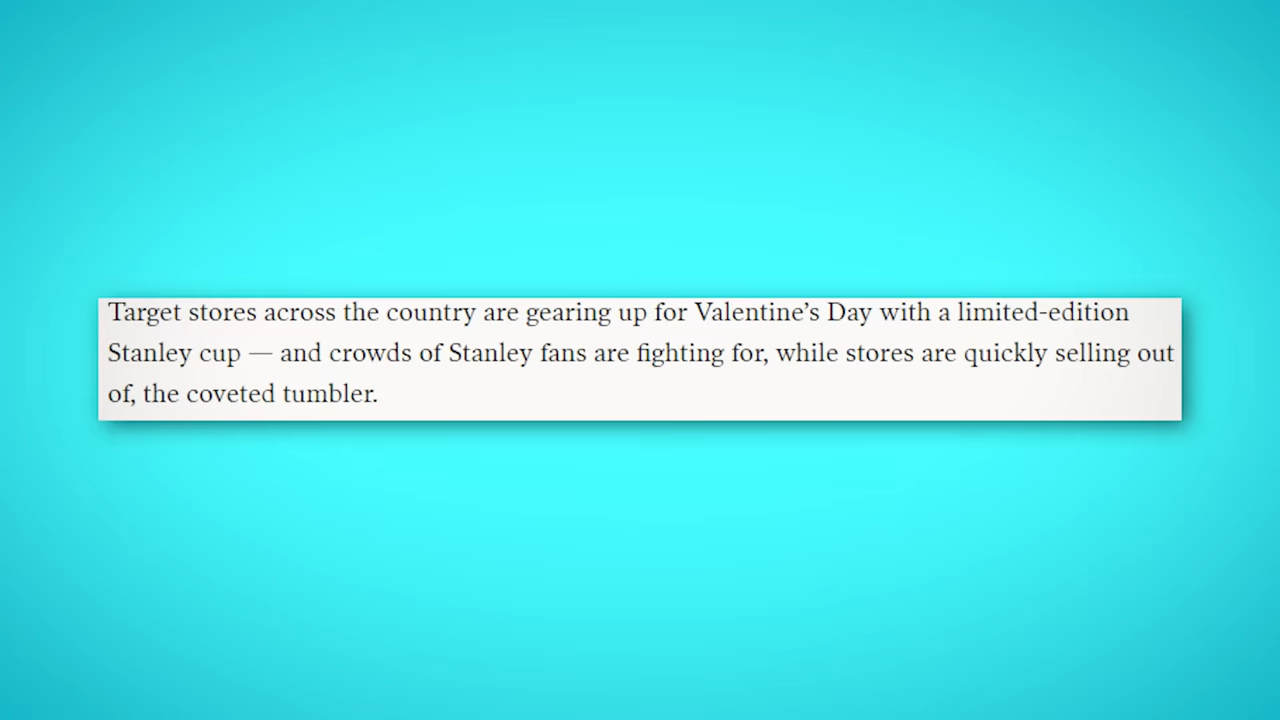 Target stores across the country are gearing up for Valentine’s Day with a limited-edition
Stanley cup — and crowds of Stanley fans are fighting for, while stores are quickly selling out
of, the coveted tumbler.